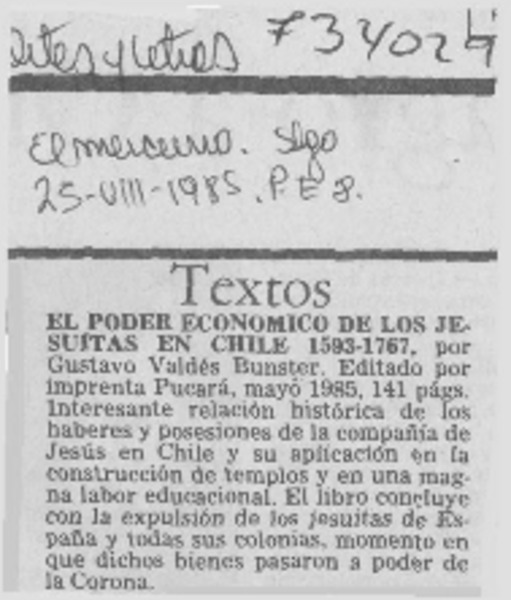 Artes y Letras 734029
El Mercurio. Stgo
25-VIII-1985. P. E 8.
Textos
EL PODER ECONOMICO DE LOS JE-
SUITAS EN CHILE 1593-1767, por
Gustavo Valdés Bunster. Editado por
imprenta Pucará, mayo 1985, 141 págs.
Interesante relación histórica de los
haberes y posesiones de la compañía de
Jesús en Chile y su aplicación en la
construcción de templos y en una mag-
na labor educacional. El libro concluye
con la expulsión de los jesuitas de Es-
paña y todas sus colonias, momento en
que dichos bienes pasaron a poder de
la Corona.